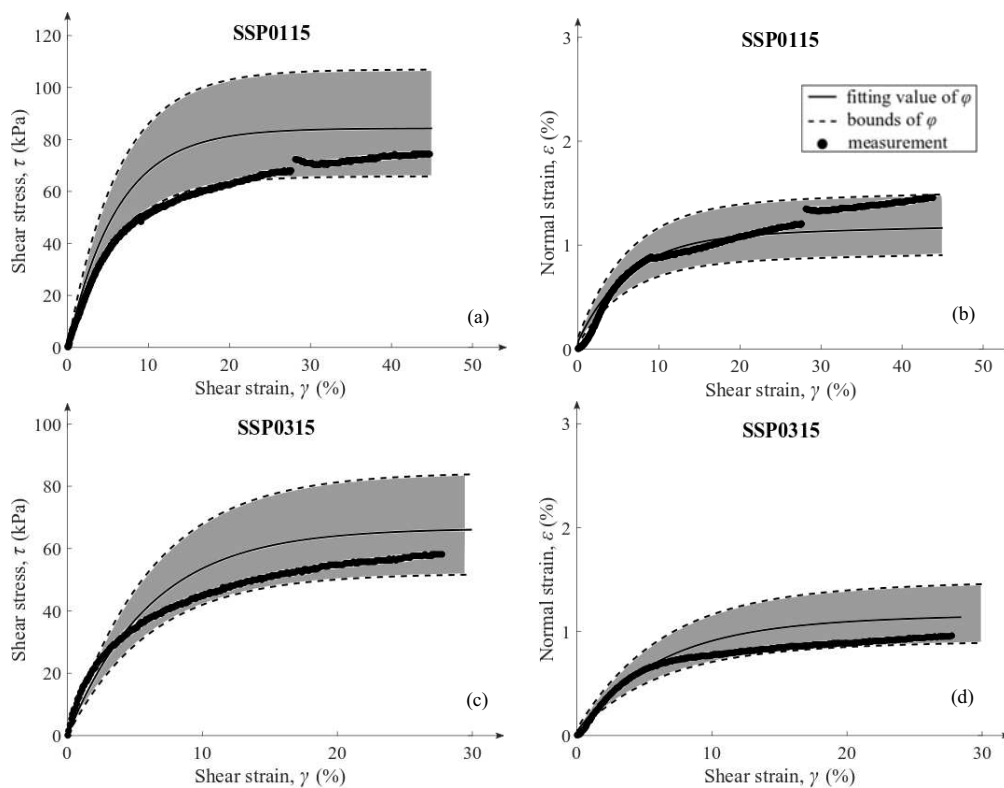 SSP0115
120
100
80
60
40
20
0
Shear stress, τ (kPa)
0 10 20 30 40 50
Shear strain, γ (%)
(a)
SSP0115
3
2
1
0
Normal strain, ε (%)
fitting value of φ
bounds of φ
measurement
0 10 20 30 40 50
Shear strain, γ (%)
(b)
SSP0315
100
80
60
40
20
0
Shear stress, τ (kPa)
0 10 20 30
Shear strain, γ (%)
(c)
SSP0315
3
2
1
0
Normal strain, ε (%)
0 10 20 30
Shear strain, γ (%)
(d)